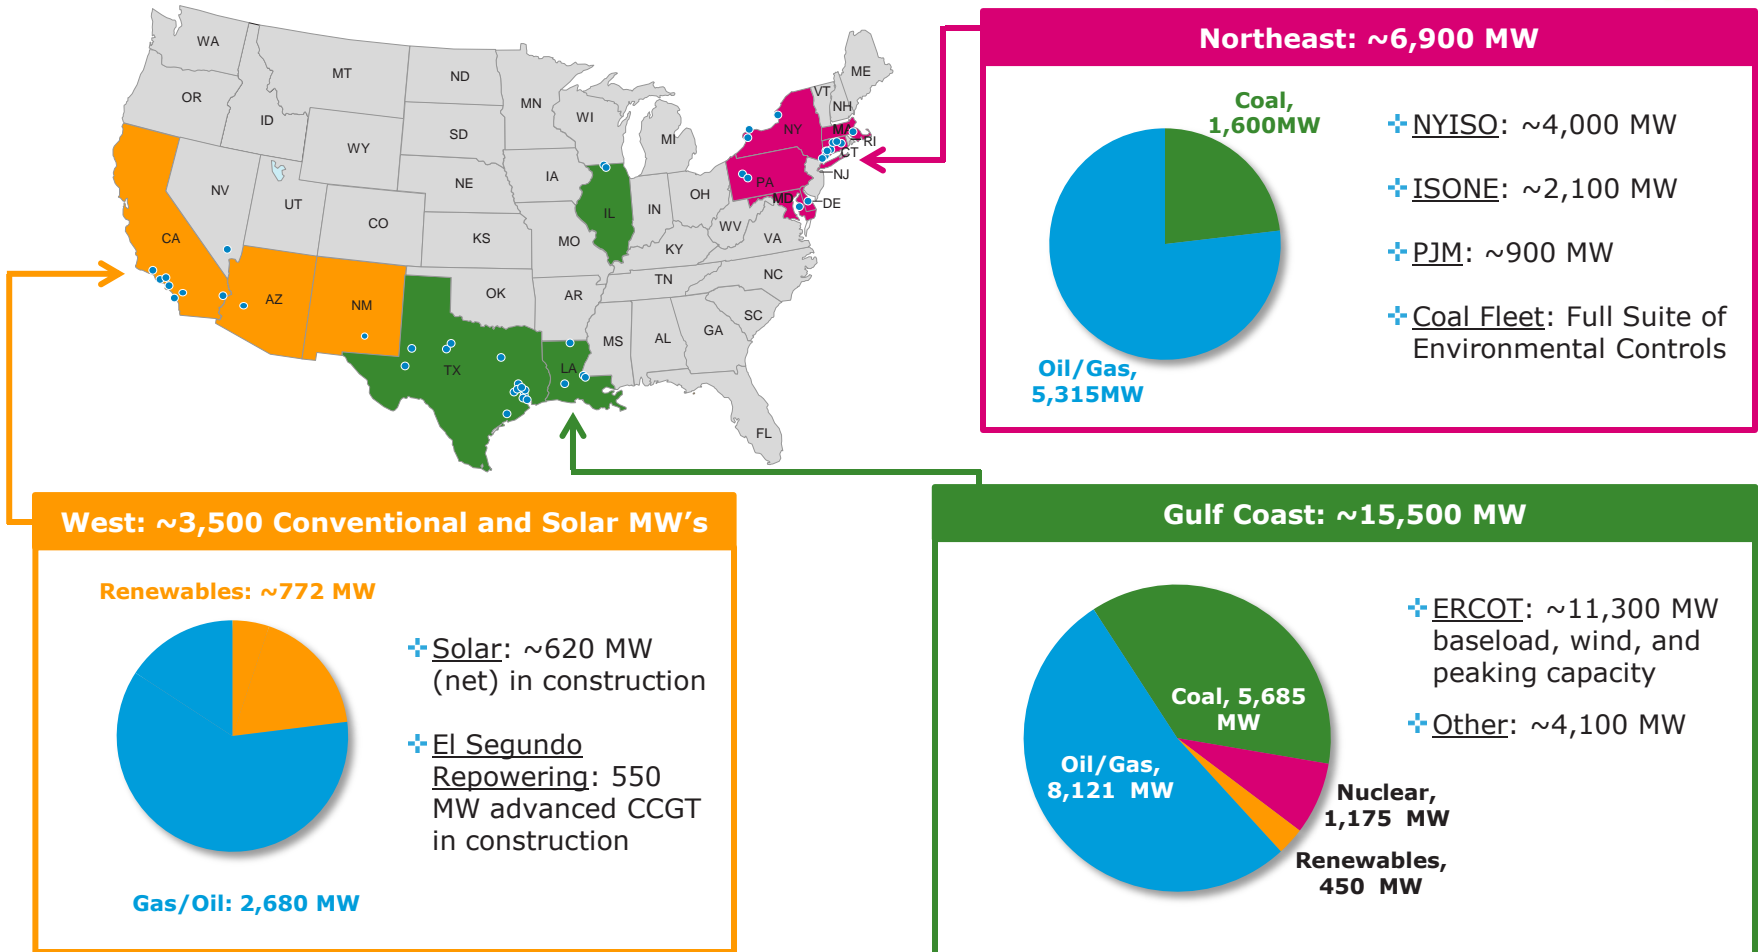 WA
OR
ID
MT
ND
MN
SD
WY
NE
IA
WI
MI
NV
UT
CO
KS
MO
IL
IN
OH
KY
WV
VA
TN
NC
SC
GA
AL
MS
AR
OK
LA
TX
NM
AZ
CA
FL
ME
VT
NH
NY
MA
RI
CT
NJ
PA
MD
DE
Northeast: ~6,900 MW
Coal,
1,600MW
Oil/Gas,
5,315MW
NYISO: ~4,000 MW
ISONE: ~2,100 MW
PJM: ~900 MW
Coal Fleet: Full Suite of
Environmental Controls
West: ~3,500 Conventional and Solar MW’s
Renewables: ~772 MW
Gas/Oil: 2,680 MW
Solar: ~620 MW
(net) in construction
El Segundo
Repowering: 550
MW advanced CCGT
in construction
Gulf Coast: ~15,500 MW
Coal, 5,685
MW
Oil/Gas,
8,121 MW
Nuclear,
1,175 MW
Renewables,
450 MW
ERCOT: ~11,300 MW
baseload, wind, and
peaking capacity
Other: ~4,100 MW